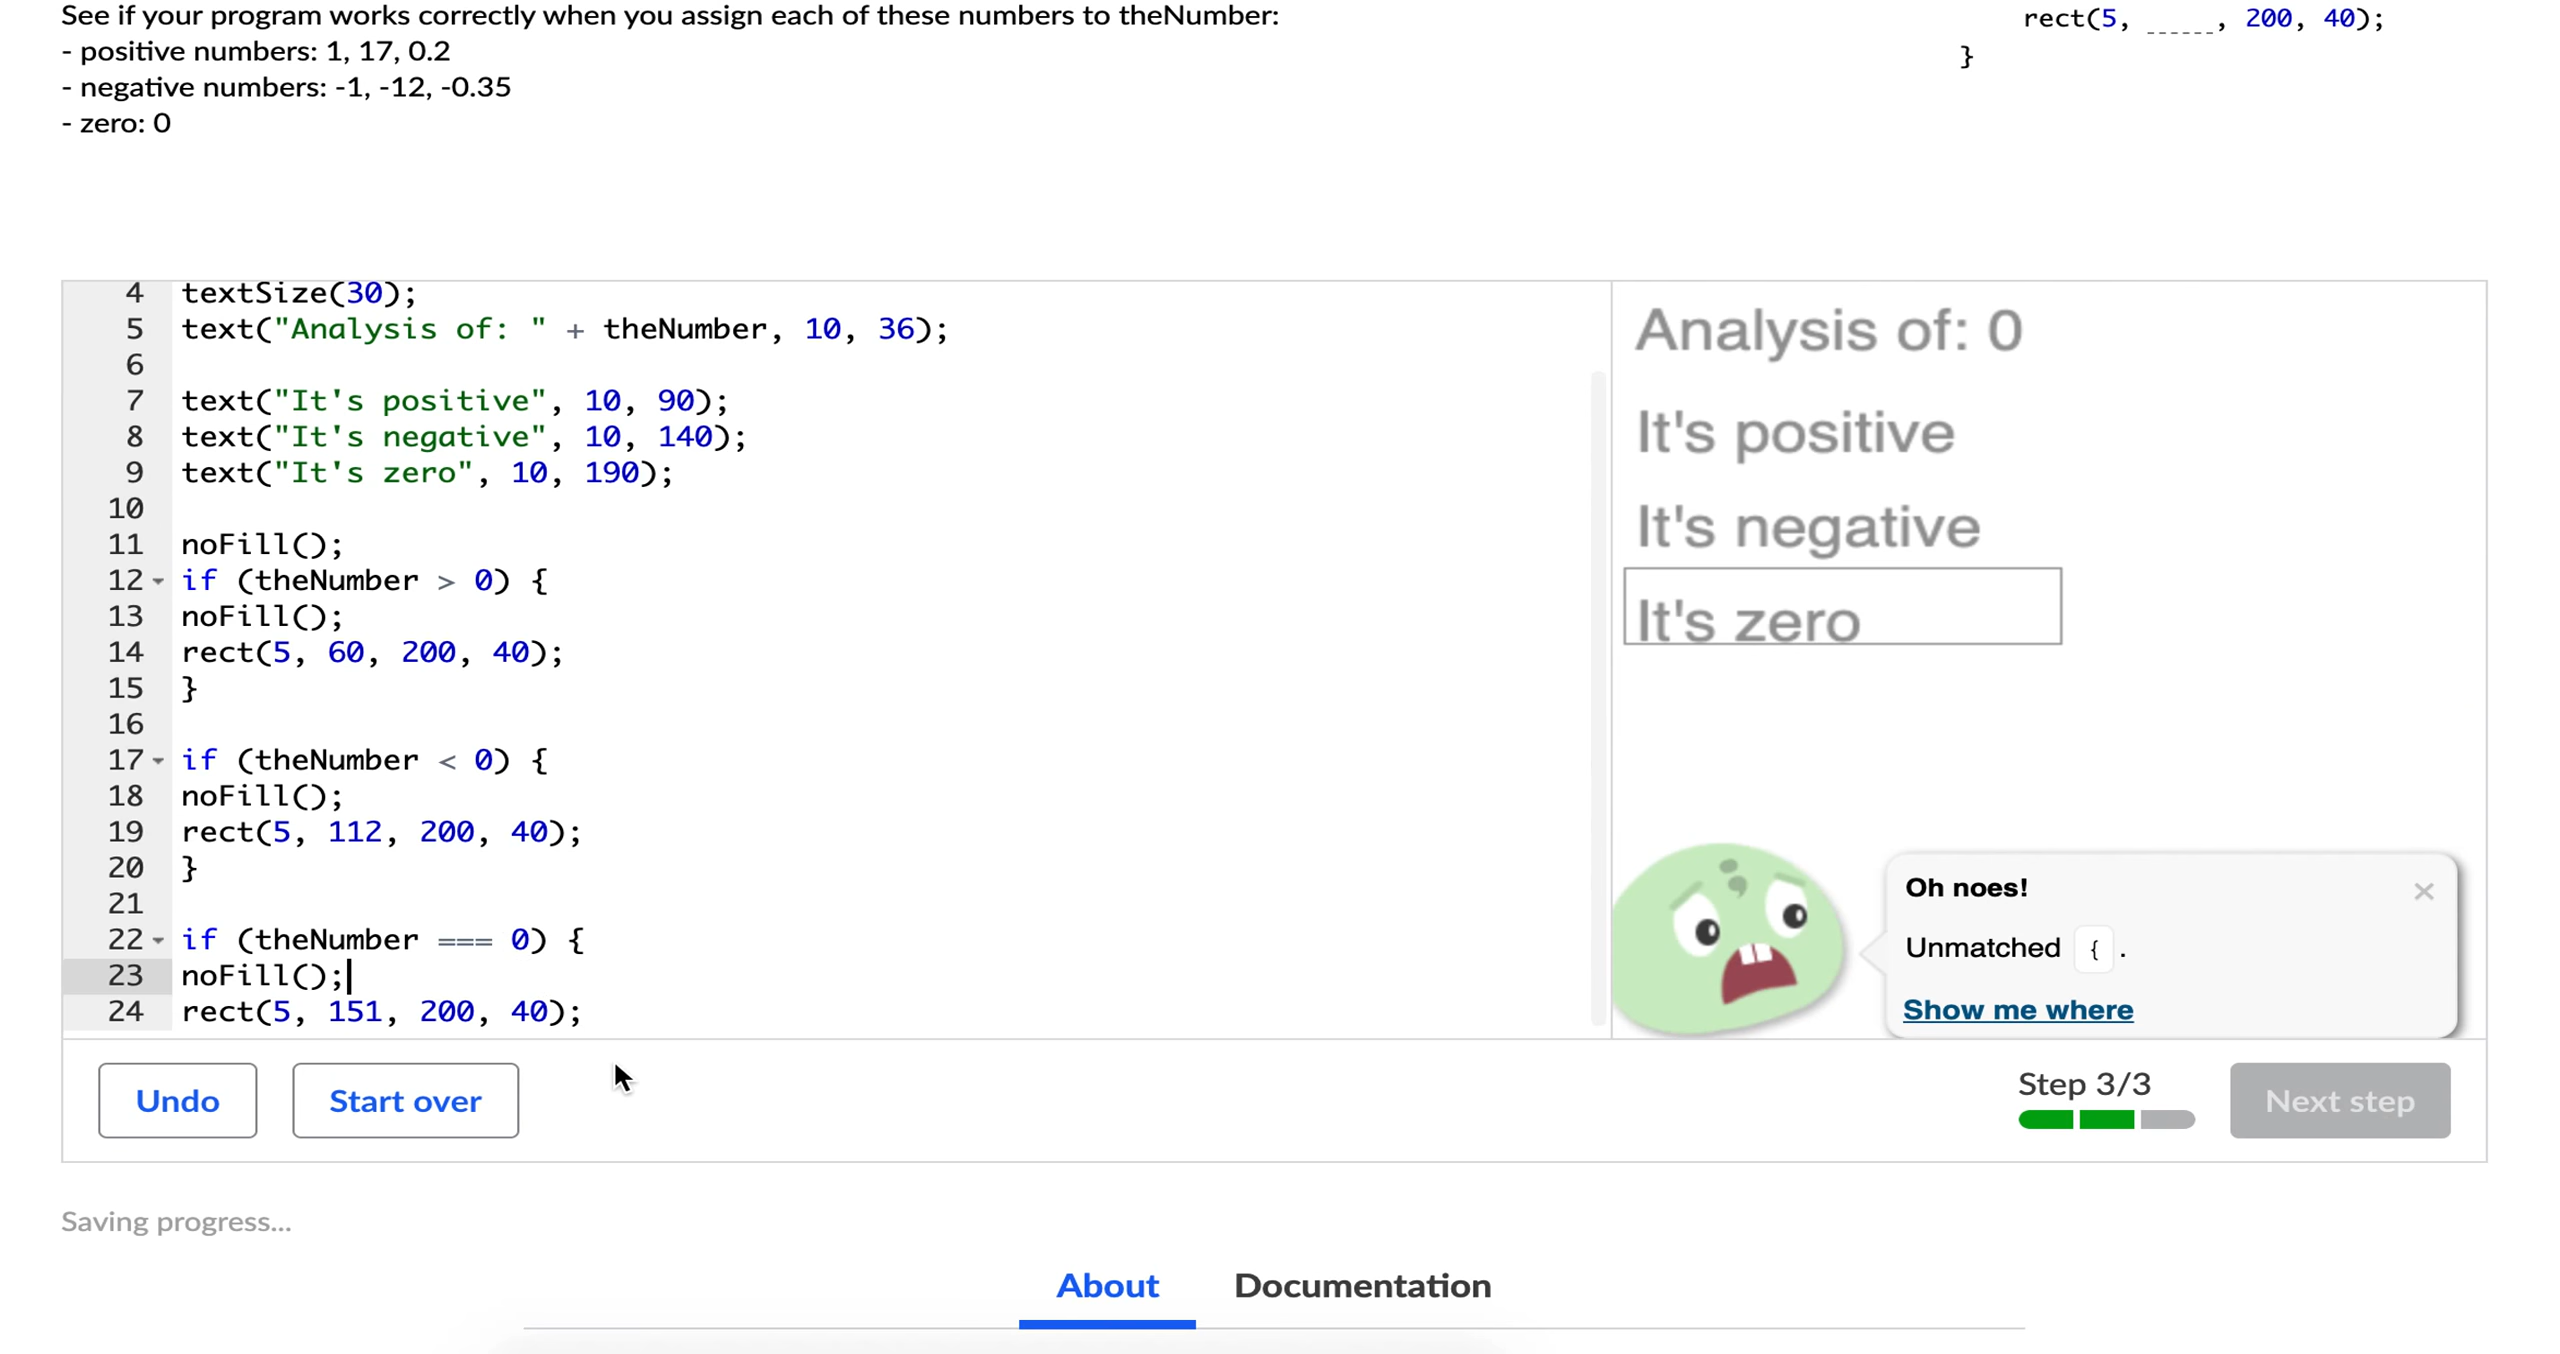 See if your program works correctly when you assign each of these numbers to theNumber:
- positive numbers: 1, 17, 0.2
- negative numbers: -1, -12, -0.35
- zero: 0
rect(5, ______, 200, 40);
}
4 textSize(30);
5 text("Analysis of: " + theNumber, 10, 36);
6
7 text("It's positive", 10, 90);
8 text("It's negative", 10, 140);
9 text("It's zero", 10, 190);
10
11 noFill();
12 if (theNumber > 0) {
13 noFill();
14 rect(5, 60, 200, 40);
15 }
16
17 if (theNumber < 0) {
18 noFill();
19 rect(5, 112, 200, 40);
20 }
21
22 if (theNumber === 0) {
23 noFill();
24 rect(5, 151, 200, 40);
Analysis of: 0
It's positive
It's negative
It's zero
Oh noes!
Unmatched { .
Show me where
Undo
Start over
Step 3/3
Next step
Saving progress...
About
Documentation